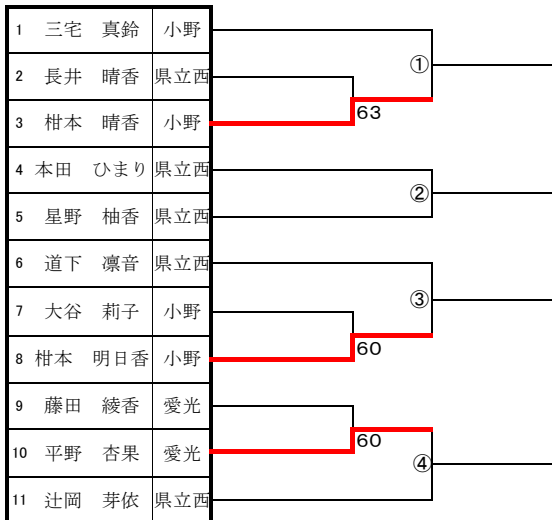 1 三宅 真鈴 小野
①
2 長井 晴香 県立西
63
3 柑本 晴香 小野
4 本田 ひまり 県立西
②
5 星野 柚香 県立西
6 道下 凛音 県立西
③
7 大谷 莉子 小野
60
8 柑本 明日香 小野
9 藤田 綾香 愛光
60
10 平野 杏果 愛光
④
11 辻岡 芽依 県立西